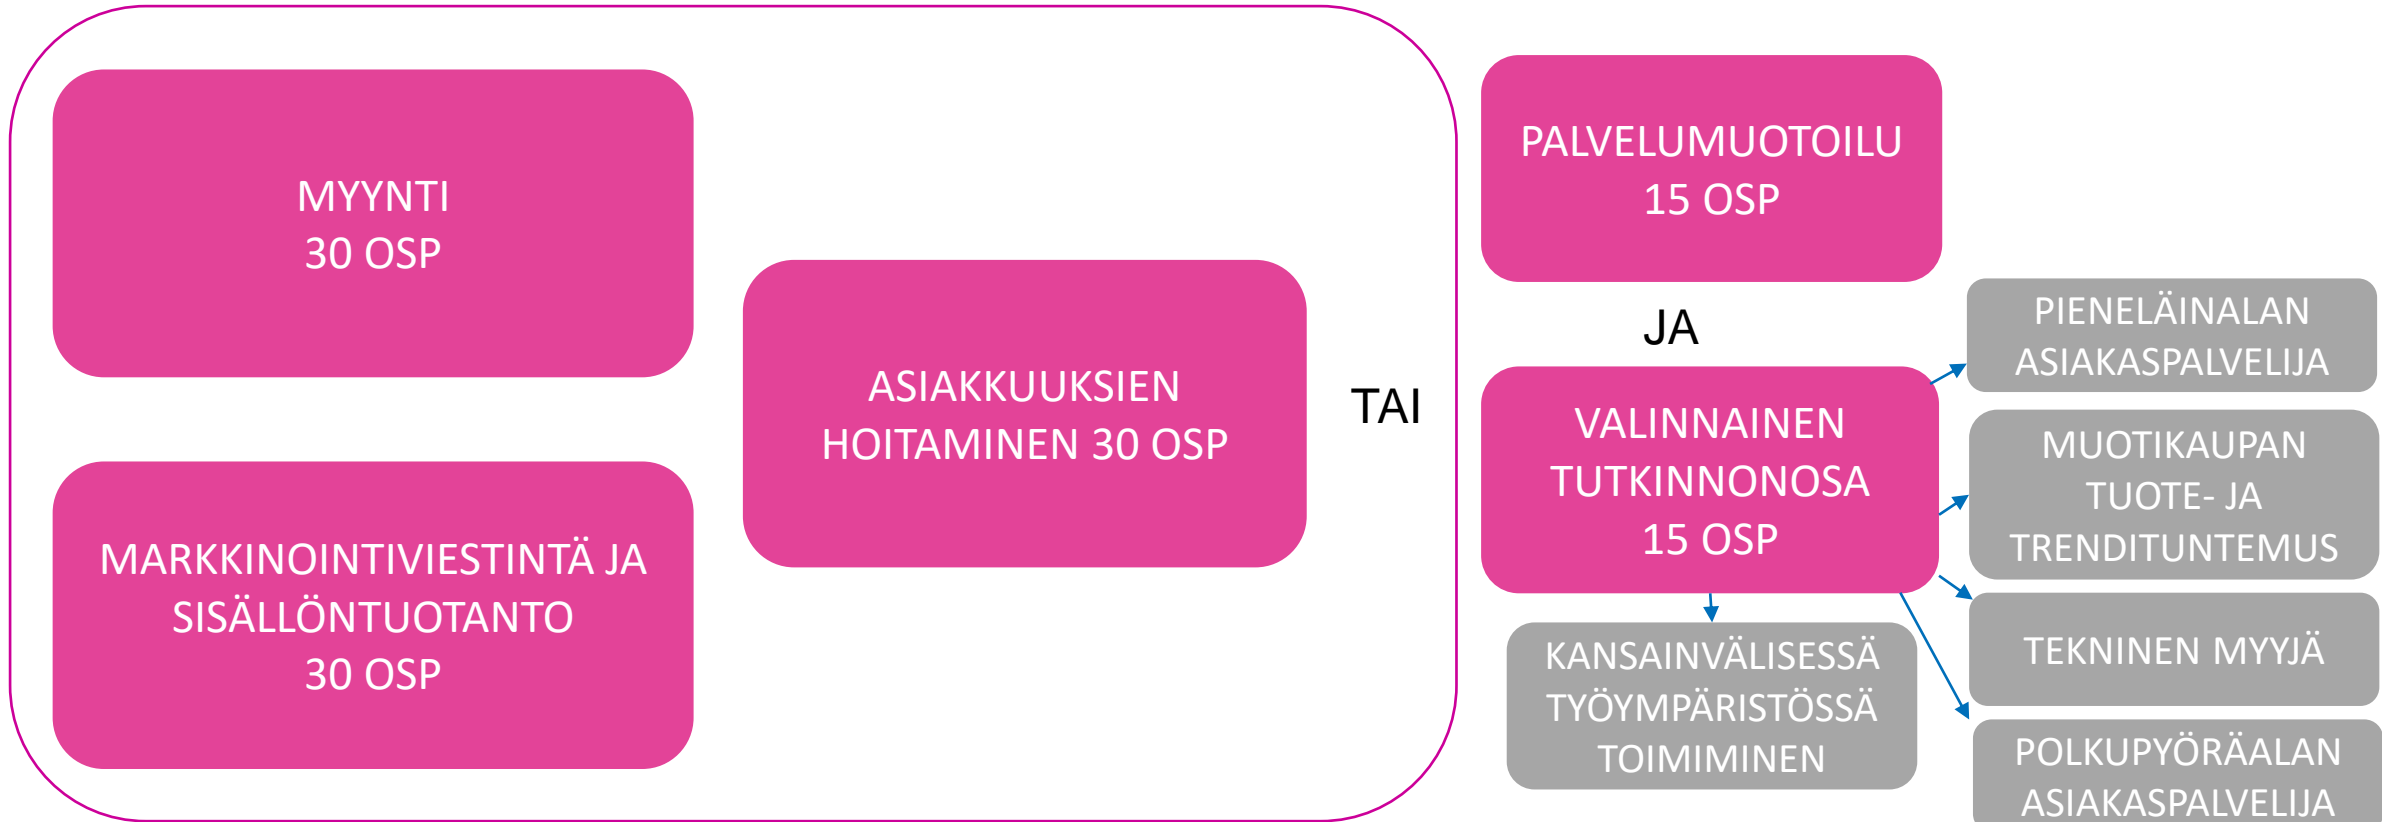 MYYNTI
30 OSP
MARKKINOINTIVIESTINTÄ JA
SISÄLLÖNTUOTANTO
30 OSP
ASIAKKUUKSIEN
HOITAMINEN 30 OSP
TAI
PALVELUMUOTOILU
15 OSP
JA
VALINNAINEN
TUTKINNONOSA
15 OSP
KANSAINVÄLISESSÄ
TYÖYMPÄRISTÖSSÄ
TOIMIMINEN
PIENELÄINALAN
ASIAKASPALVELIJA
MUOTIKAUPAN
TUOTE- JA
TRENDITUNTEMUS
TEKNINEN MYYJÄ
POLKUPYÖRÄALAN
ASIAKASPALVELIJA